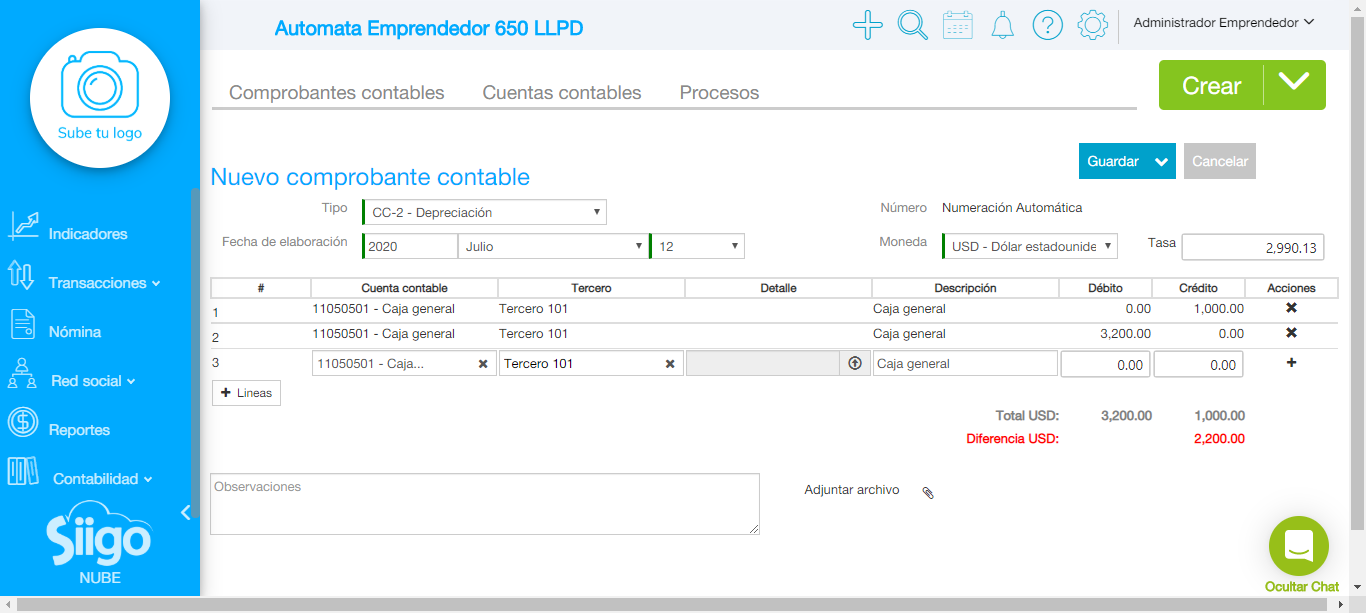 Automata Emprendedor 650 LLPD
Administrador Emprendedor
Sube tu logo
Indicadores
Transacciones
Nómina
Red social
Reportes
Contabilidad
Siigo
NUBE
Comprobantes contables Cuentas contables Procesos
Crear
Guardar Cancelar
Nuevo comprobante contable
Tipo CC-2 - Depreciación Número Numeración Automática
Fecha de elaboración 2020 Julio 12 Moneda USD - Dólar estadounide Tasa 2,990.13
# Cuenta contable Tercero Detalle Descripción Débito Crédito Acciones
1 11050501 - Caja general Tercero 101 Caja general 0.00 1,000.00
2 11050501 - Caja general Tercero 101 Caja general 3,200.00 0.00
3 11050501 - Caja... Tercero 101 Caja general 0.00 0.00
+ Lineas
Total USD: 3,200.00 1,000.00
Diferencia USD: 2,200.00
Observaciones
Adjuntar archivo
Ocultar Chat